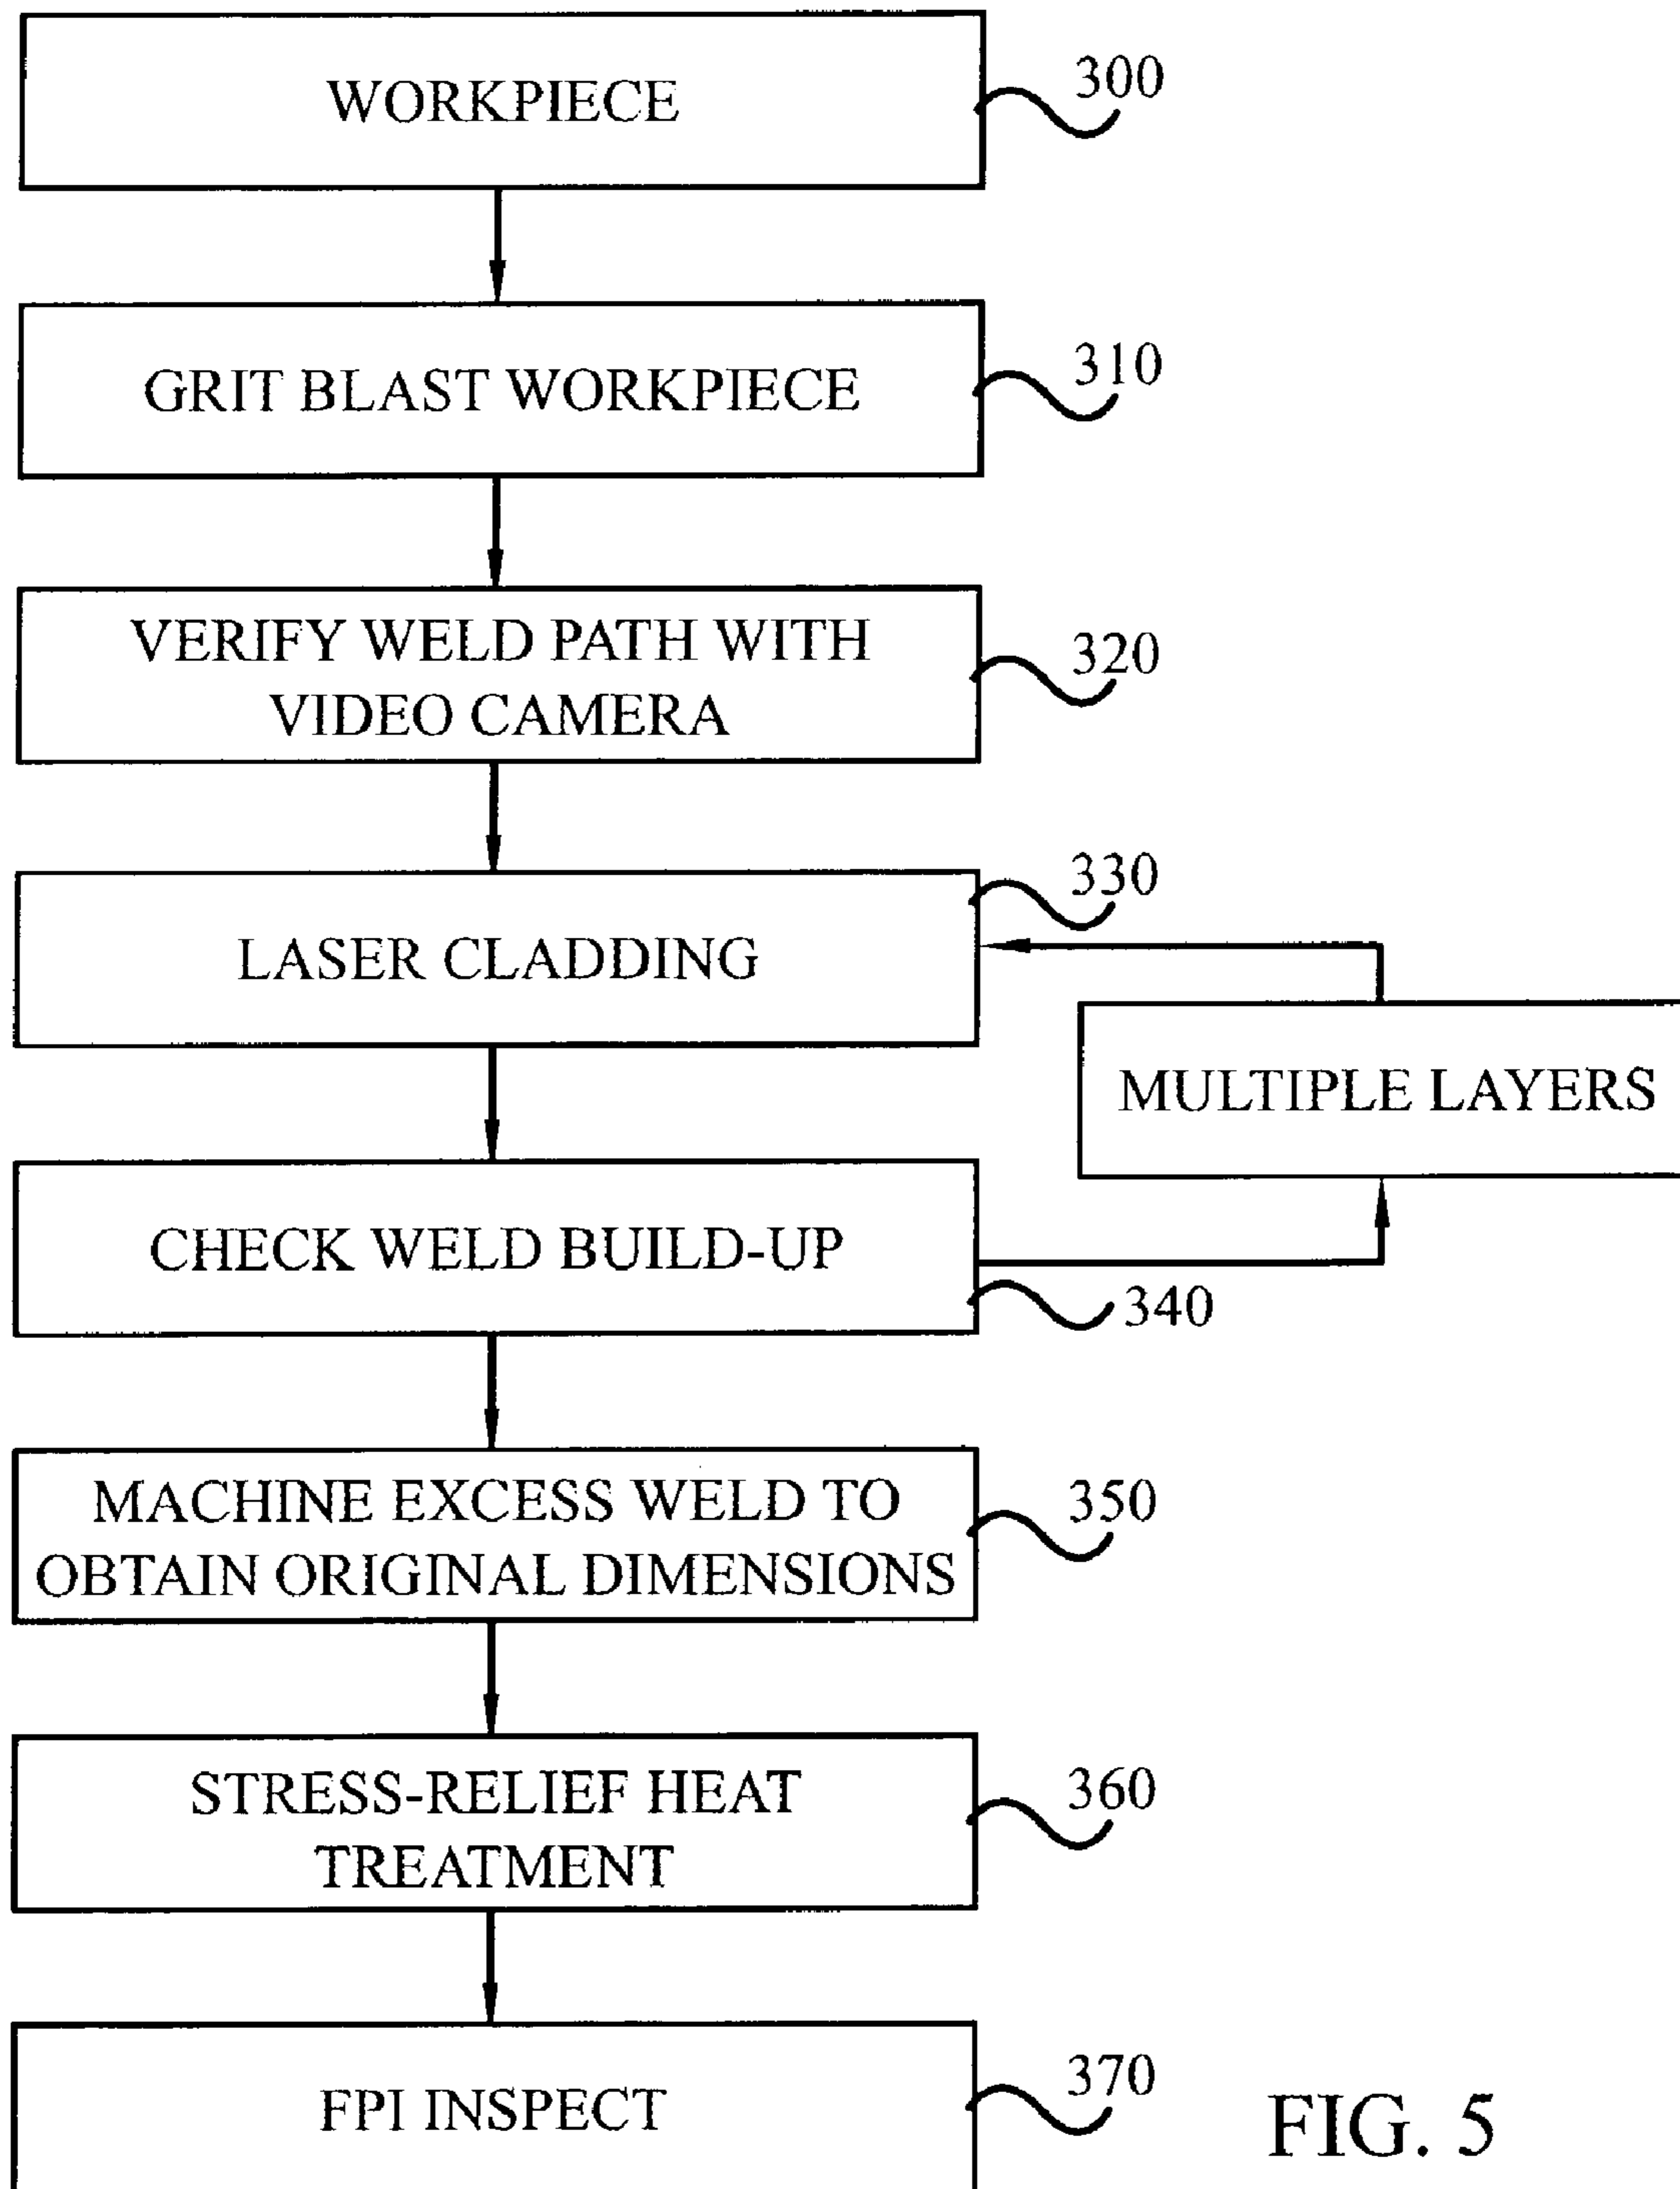 WORKPIECE
300
GRIT BLAST WORKPIECE
310
VERIFY WELD PATH WITH
VIDEO CAMERA
320
LASER CLADDING
330
MULTIPLE LAYERS
CHECK WELD BUILD-UP
340
MACHINE EXCESS WELD TO
OBTAIN ORIGINAL DIMENSIONS
350
STRESS-RELIEF HEAT
TREATMENT
360
FPI INSPECT
370
FIG. 5